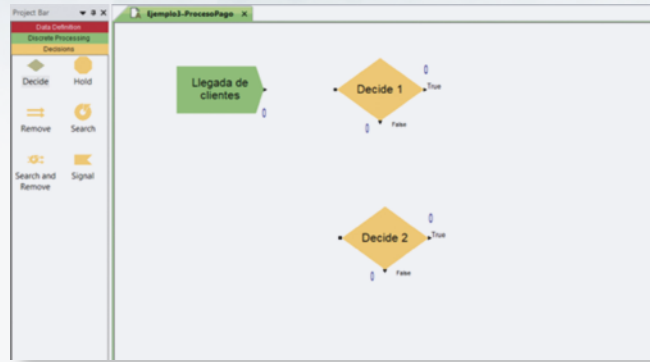 Project Bar
Ejemplo3-ProcesoPago
Data Definition
Discrete Processing
Decisions
Decide
Hold
Remove
Search
Search and
Remove
Signal
Llegada de
clientes
0
Decide 1
0
True
0
False
Decide 2
0
True
0
False